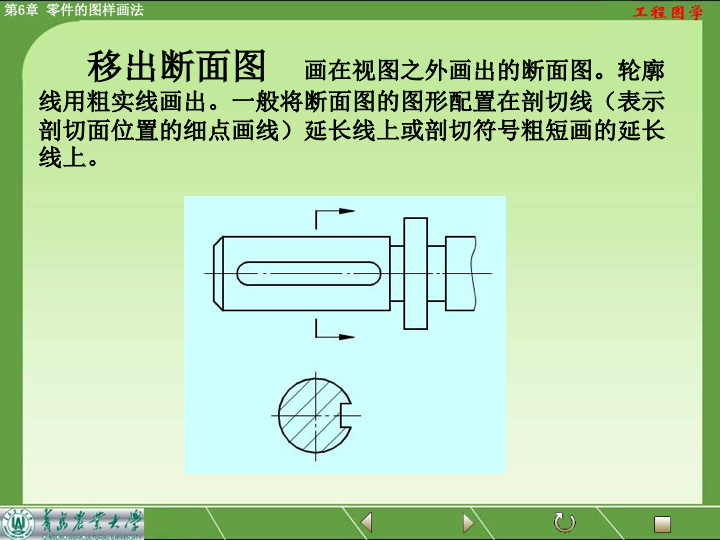 第6章 零件的图样画法
工程图学
移出断面图 画在视图之外画出的断面图。轮廓
线用粗实线画出。一般将断面图的图形配置在剖切线（表示
剖切面位置的细点画线）延长线上或剖切符号粗短画的延长
线上。
青岛农业大学
QINGDAO AGRICULTURAL UNIVERSITY